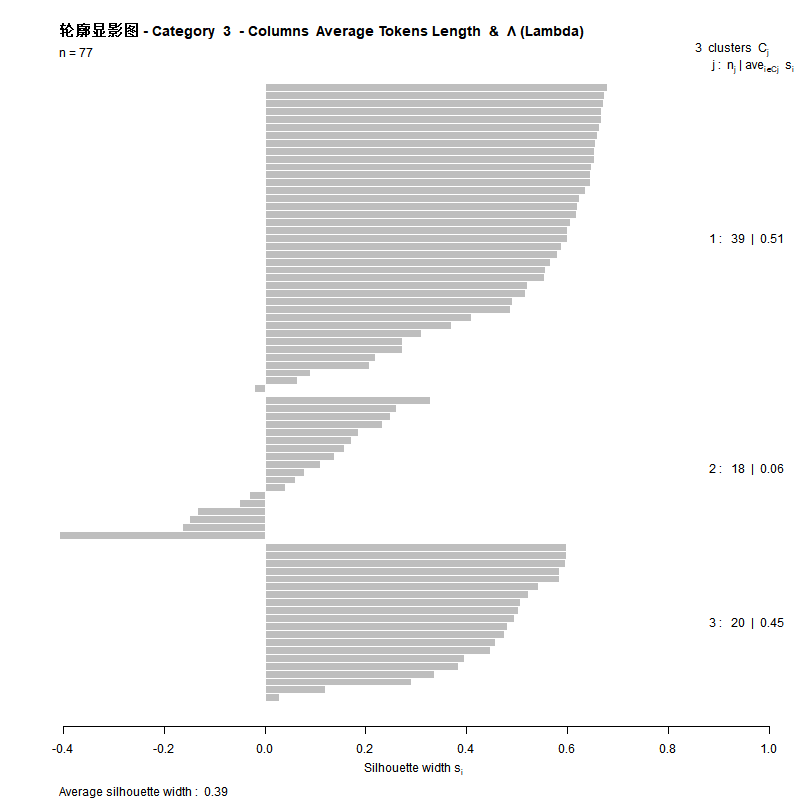 轮廓显影图 - Category 3 - Columns Average Tokens Length & Λ (Lambda)
n = 77
3 clusters Cj
j : nj | avei∈Cj si
1 : 39 | 0.51
2 : 18 | 0.06
3 : 20 | 0.45
-0.4 -0.2 0.0 0.2 0.4 0.6 0.8 1.0
Silhouette width si
Average silhouette width : 0.39